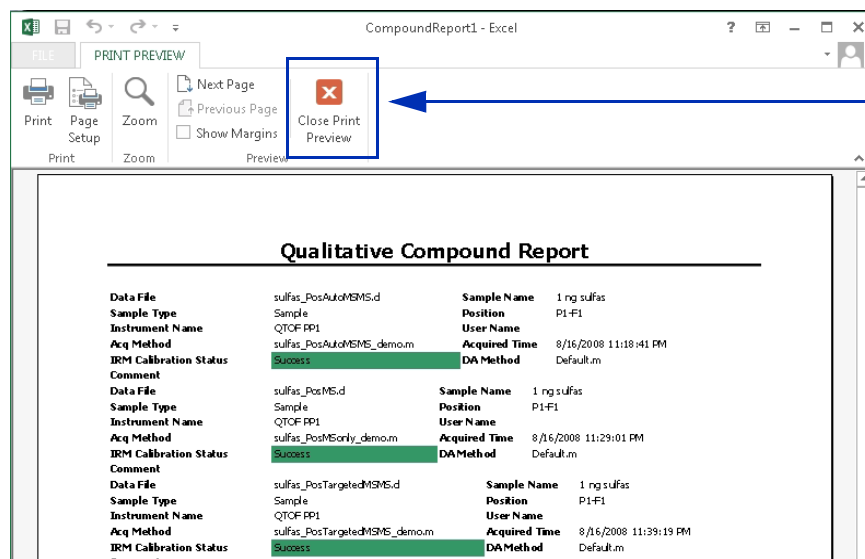 CompoundReport1 - Excel
FILE PRINT PREVIEW
Print
Page Setup
Zoom
Next Page
Previous Page
Show Margins
Close Print Preview
Print Zoom Preview
Qualitative Compound Report
Data File sulfas_PosAutoMSMS.d Sample Name 1 ng sulfas
Sample Type Sample Position P1-F1
Instrument Name QTOF PP1 User Name
Acq Method sulfas_PosAutoMSMS_demo.m Acquired Time 8/16/2008 11:18:41 PM
IRM Calibration Status Success DA Method Default.m
Comment
Data File sulfas_PosMS.d Sample Name 1 ng sulfas
Sample Type Sample Position P1-F1
Instrument Name QTOF PP1 User Name
Acq Method sulfas_PosMSonly_demo.m Acquired Time 8/16/2008 11:29:01 PM
IRM Calibration Status Success DA Method Default.m
Comment
Data File sulfas_PosTargetedMSMS.d Sample Name 1 ng sulfas
Sample Type Sample Position P1-F1
Instrument Name QTOF PP1 User Name
Acq Method sulfas_PosTargetedMSMS_demo.m Acquired Time 8/16/2008 11:39:19 PM
IRM Calibration Status Success DA Method Default.m